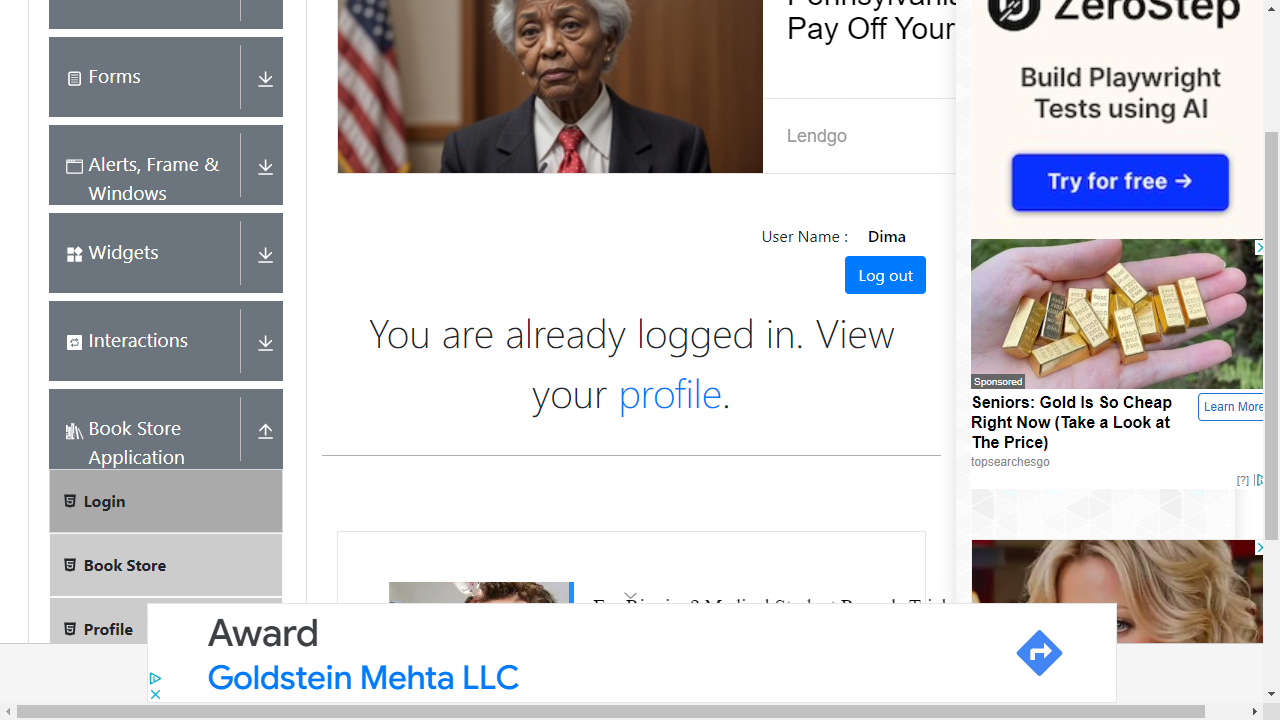 Forms
Alerts, Frame &
Windows
Widgets
Interactions
Book Store
Application
Login
Book Store
Profile
Pay Off Your
Lendgo
User Name : Dima
Log out
You are already logged in. View
your profile.
ZeroStep
Build Playwright
Tests using AI
Try for free →
Sponsored
Seniors: Gold Is So Cheap
Right Now (Take a Look at
The Price)
Learn More
topsearchesgo
[?]
Award
Goldstein Mehta LLC